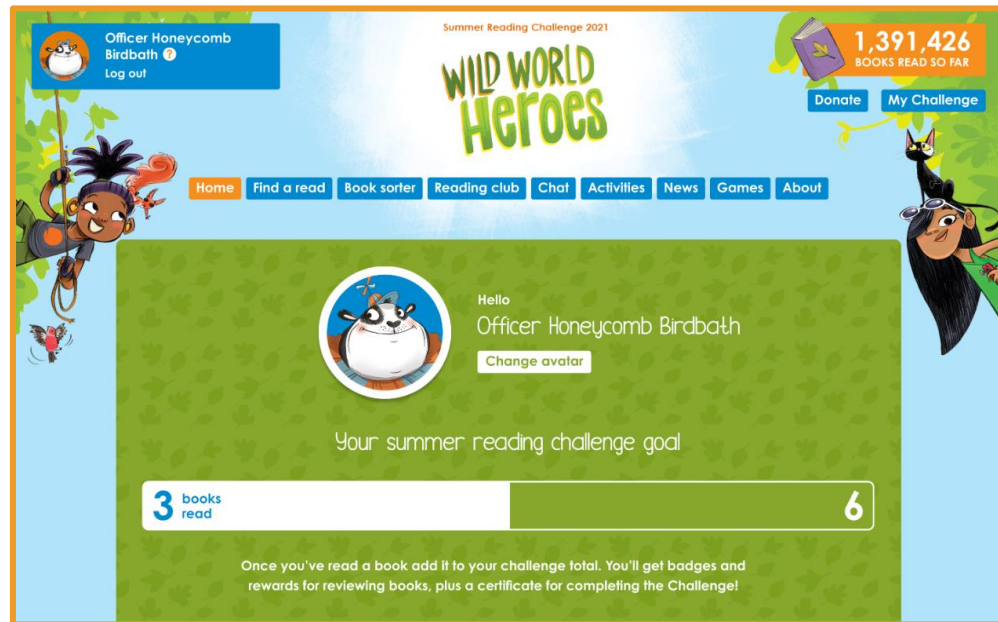 Officer Honeycomb
Birdbath ?
Log out
Summer Reading Challenge 2021
WILD WORLD
HEROES
1,391,426
BOOKS READ SO FAR
Donate My Challenge
Home Find a read Book sorter Reading club Chat Activities News Games About
Hello
Officer Honeycomb Birdbath
Change avatar
Your summer reading challenge goal
3 books
read
6
Once you've read a book add it to your challenge total. You'll get badges and
rewards for reviewing books, plus a certificate for completing the Challenge!